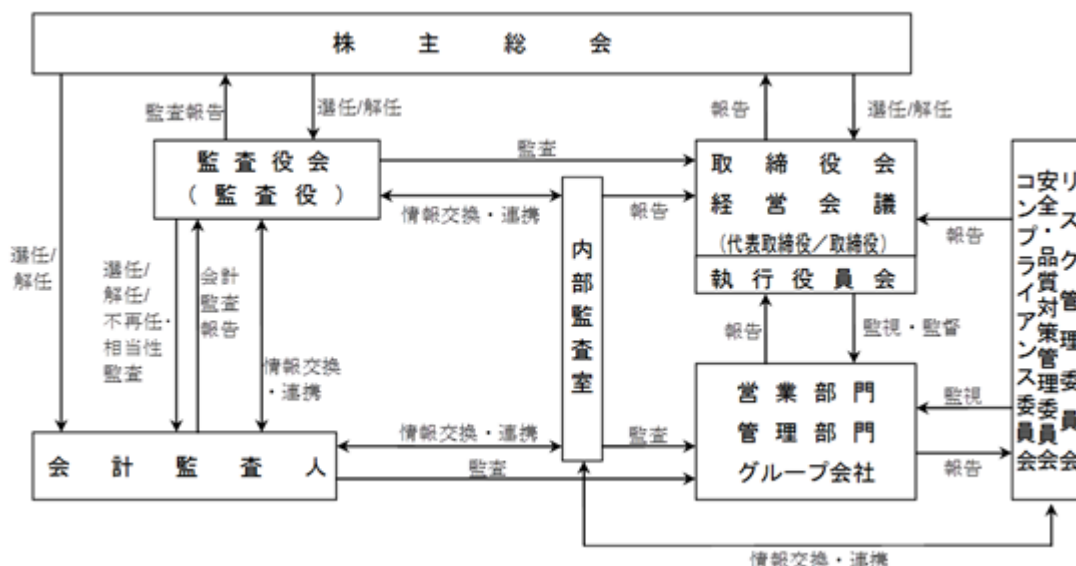 株主総会
監査報告
選任/解任
報告
選任/解任
監査役会
(監査役)
監査
情報交換・連携
報告
取締役会
経営会議
(代表取締役／取締役)
執行役員会
報告
リスク管理委員会
安全・品質対策管理委員会
コンプライアンス委員会
選任/
解任
選任/
解任/
不再任・
相当性
監査
会計
監査
報告
情報交換
・連携
内部監査室
報告
監視・監督
営業部門
管理部門
グループ会社
監視
報告
情報交換・連携
監査
会計監査人
監査
情報交換・連携